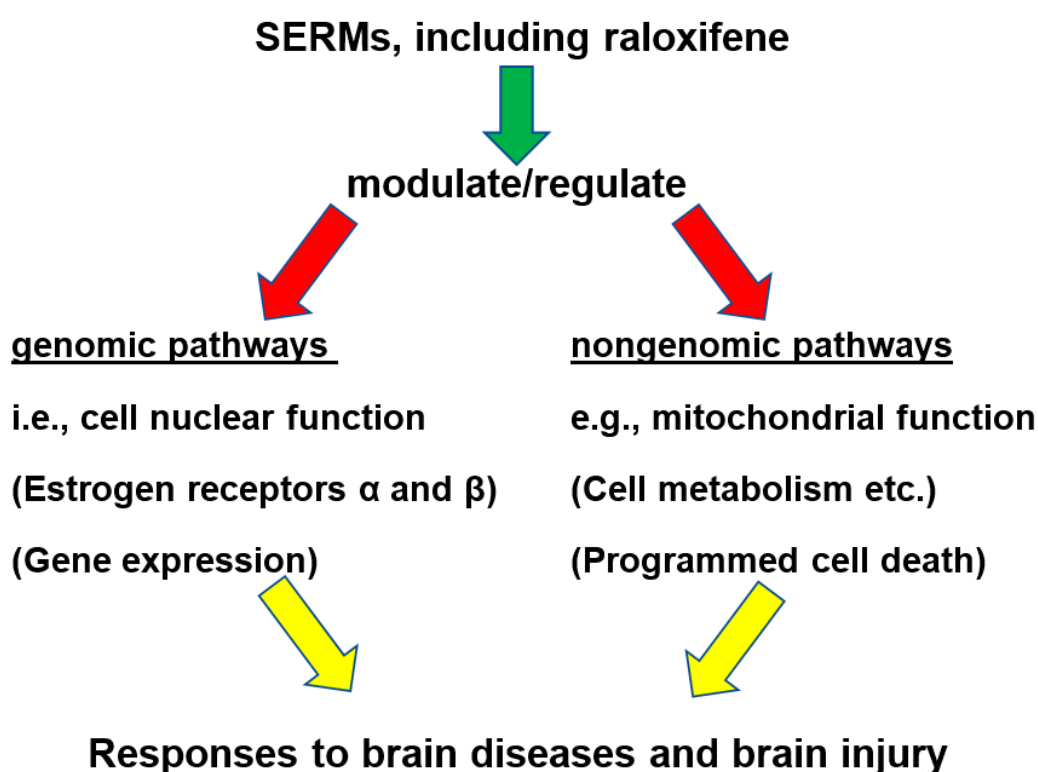 SERMs, including raloxifene
modulate/regulate
genomic pathways
i.e., cell nuclear function
(Estrogen receptors α and β)
(Gene expression)
nongenomic pathways
e.g., mitochondrial function
(Cell metabolism etc.)
(Programmed cell death)
Responses to brain diseases and brain injury